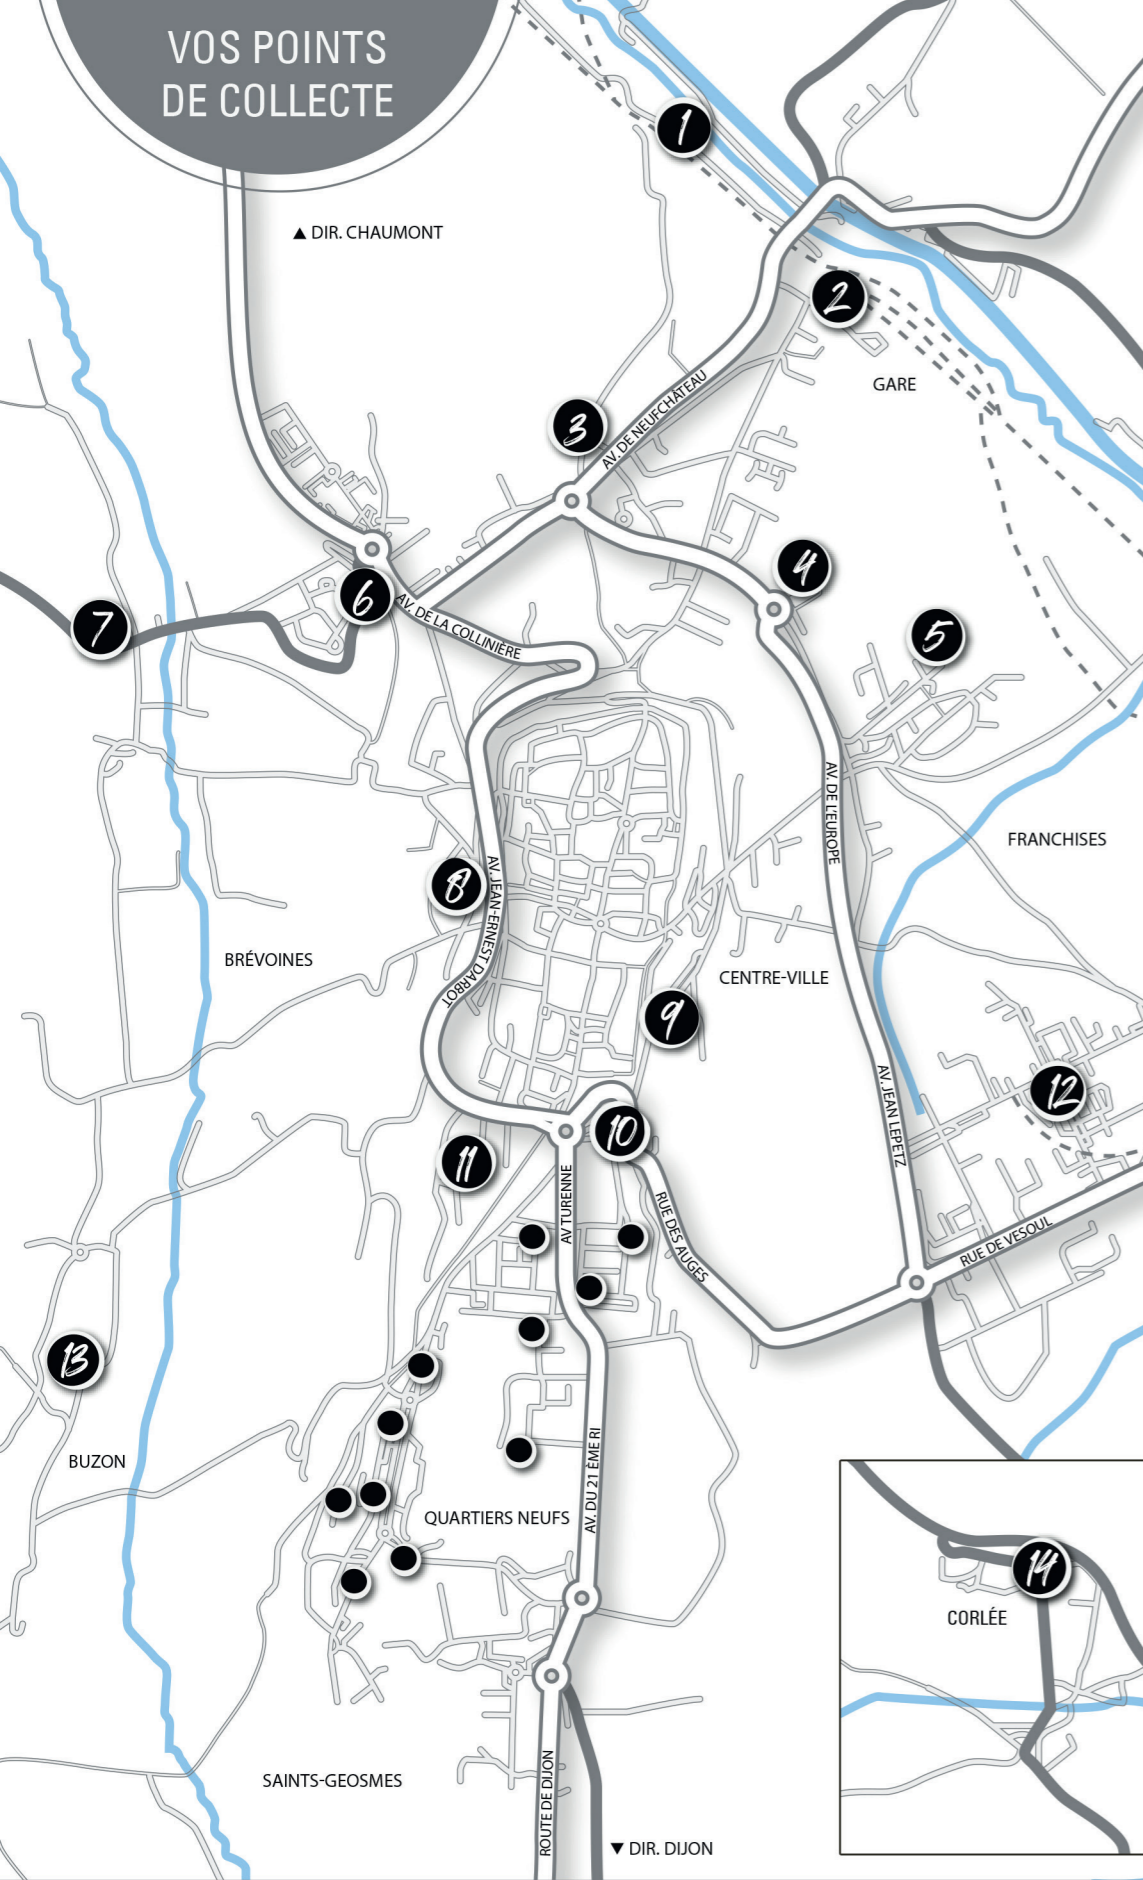 VOS POINTS
DE COLLECTE
1
▲ DIR. CHAUMONT
2
GARE
AV. DE NEUFCHÂTEAU
3
4
6
AV. DE LA COLLINIÈRE
7
5
AV. DE L'EUROPE
FRANCHISES
8
AV. JEAN-ERNEST DARBOT
BRÉVOINES
CENTRE-VILLE
9
AV. JEAN LEPETZ
12
10
11
AV TURENNE
RUE DES AUGES
RUE DE VESOUL
13
BUZON
AV. DU 21 ÈME RI
QUARTIERS NEUFS
14
CORLÉE
SAINTS-GEOSMES
ROUTE DE DIJON
▼ DIR. DIJON